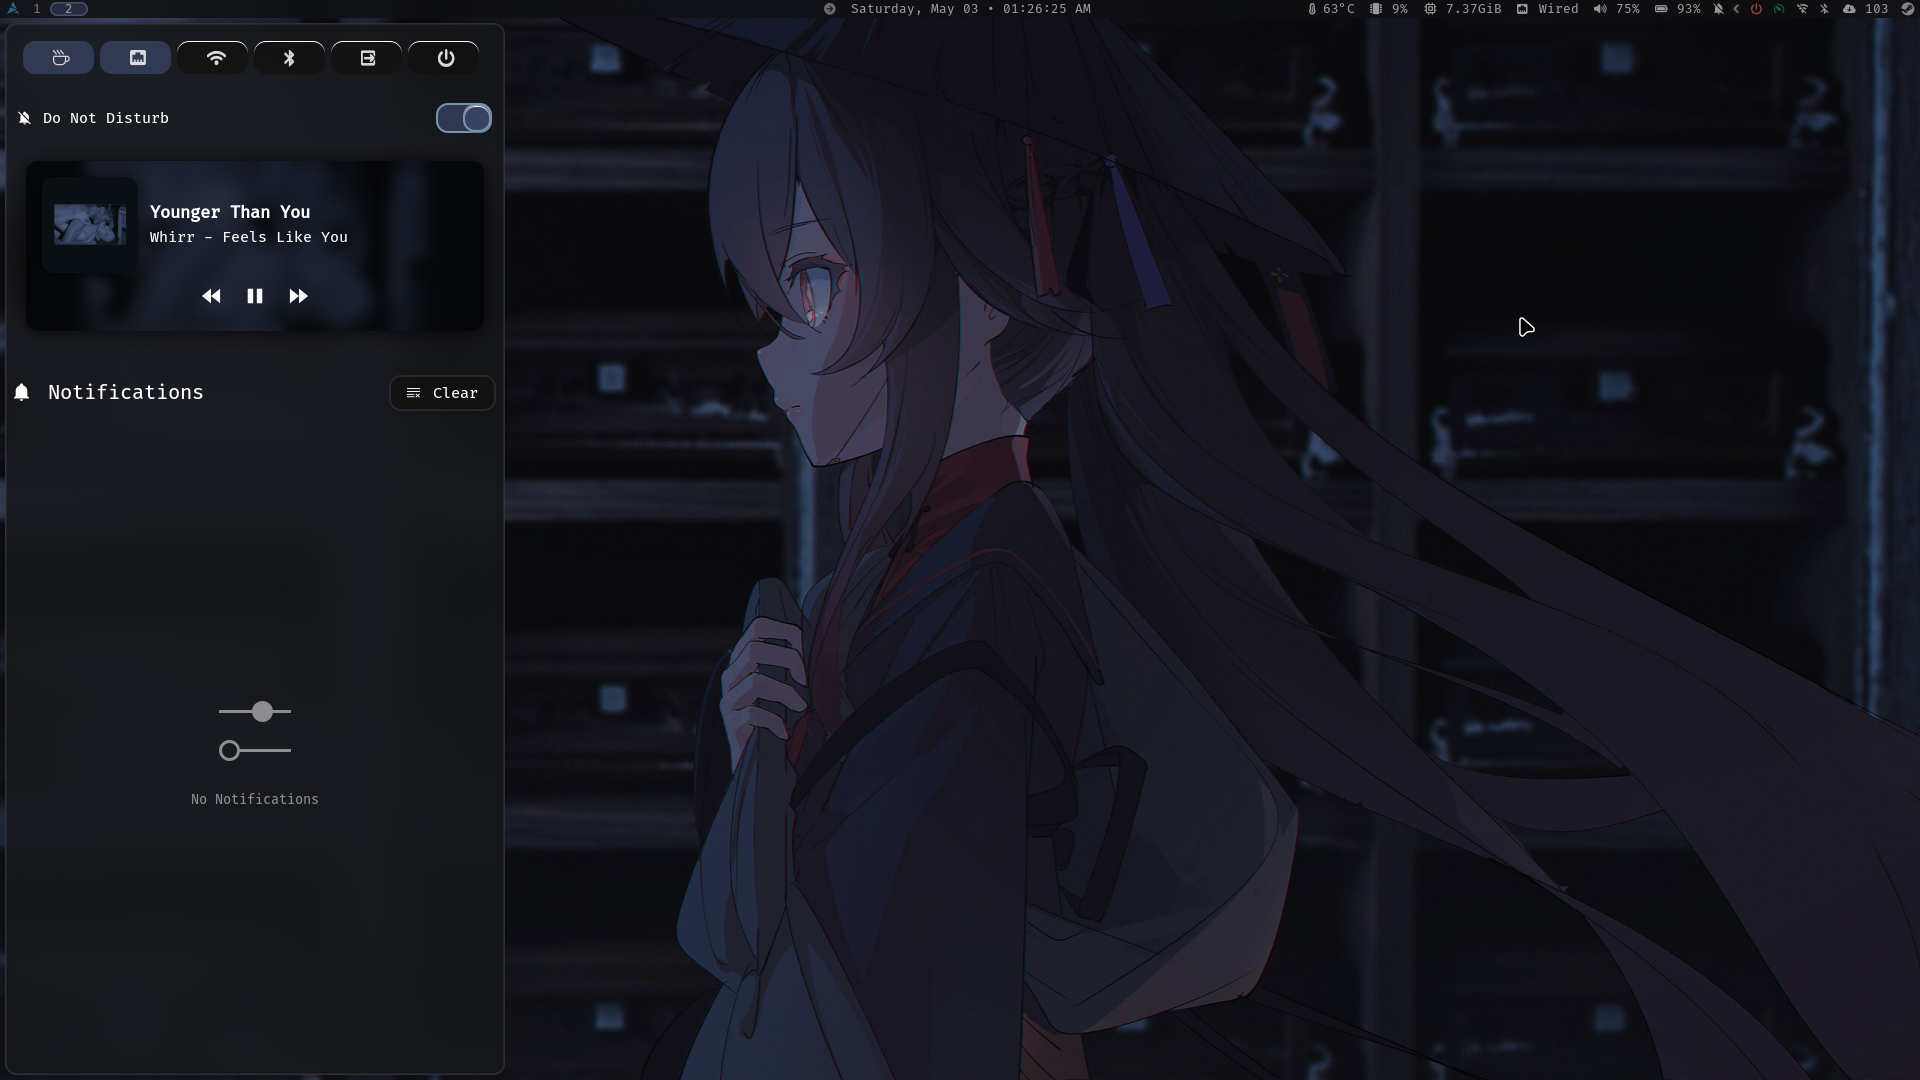 1 2
Saturday, May 03 • 01:26:25 AM
63°C 9% 7.37GiB Wired 75% 93% 103
Do Not Disturb
Younger Than You
Whirr - Feels Like You
Notifications
Clear
No Notifications